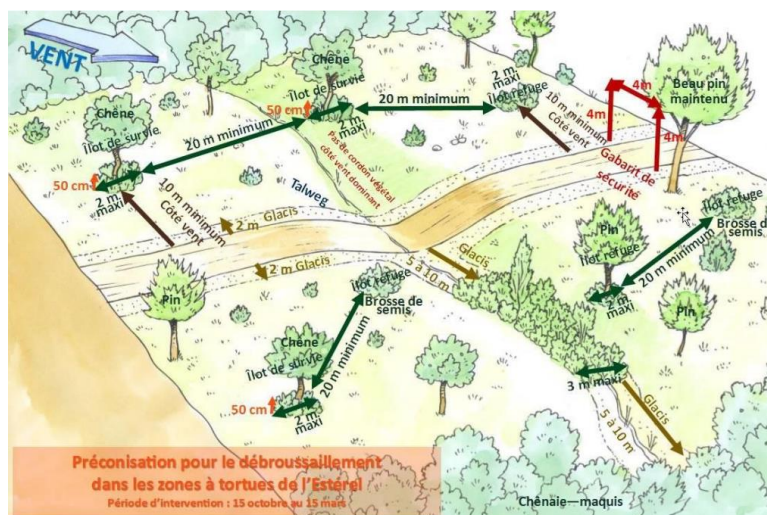 VENT
Chêne
Îlot de survie
50 cm
2 m.
maxi
20 m minimum
2 m.
maxi
Îlot refuge
10 m minimum
Côté vent
4m
4m
4m
Gabarit de
sécurité
Beau pin
maintenu
Chêne
Îlot de survie
50 cm
2 m.
maxi
20 m minimum
Pas de cordon végétal
côté vent dominant
10 m minimum
Côté vent
Talweg
Glacis
2 m
2 m Glacis
Glacis
5 à 10 m
Îlot refuge
Brosse de
semis
Pin
Îlot refuge
2 m.
maxi
20 m minimum
Pin
Pin
Îlot refuge
Brosse de
semis
20 m minimum
Chêne
Îlot de survie
50 cm
2 m.
maxi
3 m maxi
Glacis
5 à 10 m
Préconisation pour le débroussaillement
dans les zones à tortues de l'Estérel
Période d'intervention : 15 octobre au 15 mars
Chênaie—maquis